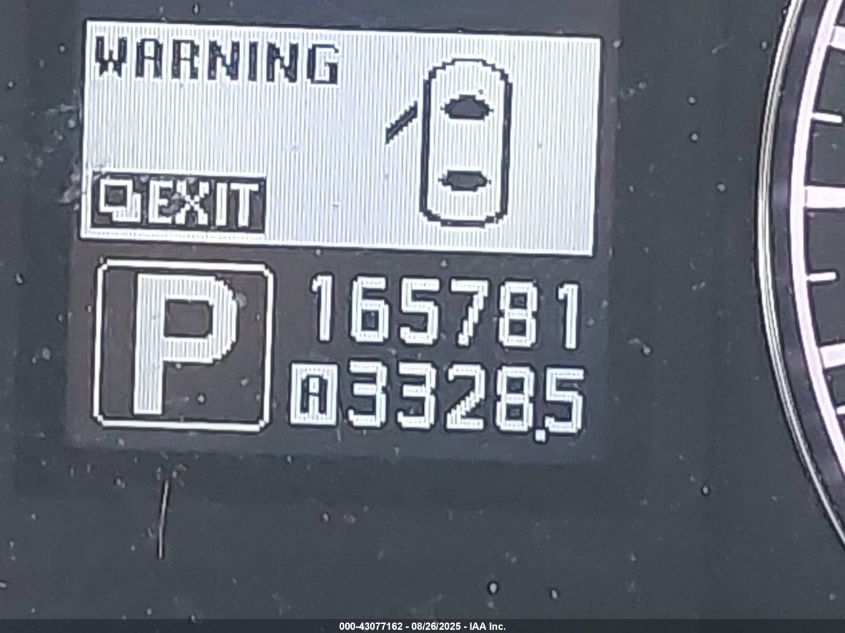 WARNING
EXIT
P
165781
A 3328.5
000-43077162 - 08/26/2025 - IAA Inc.